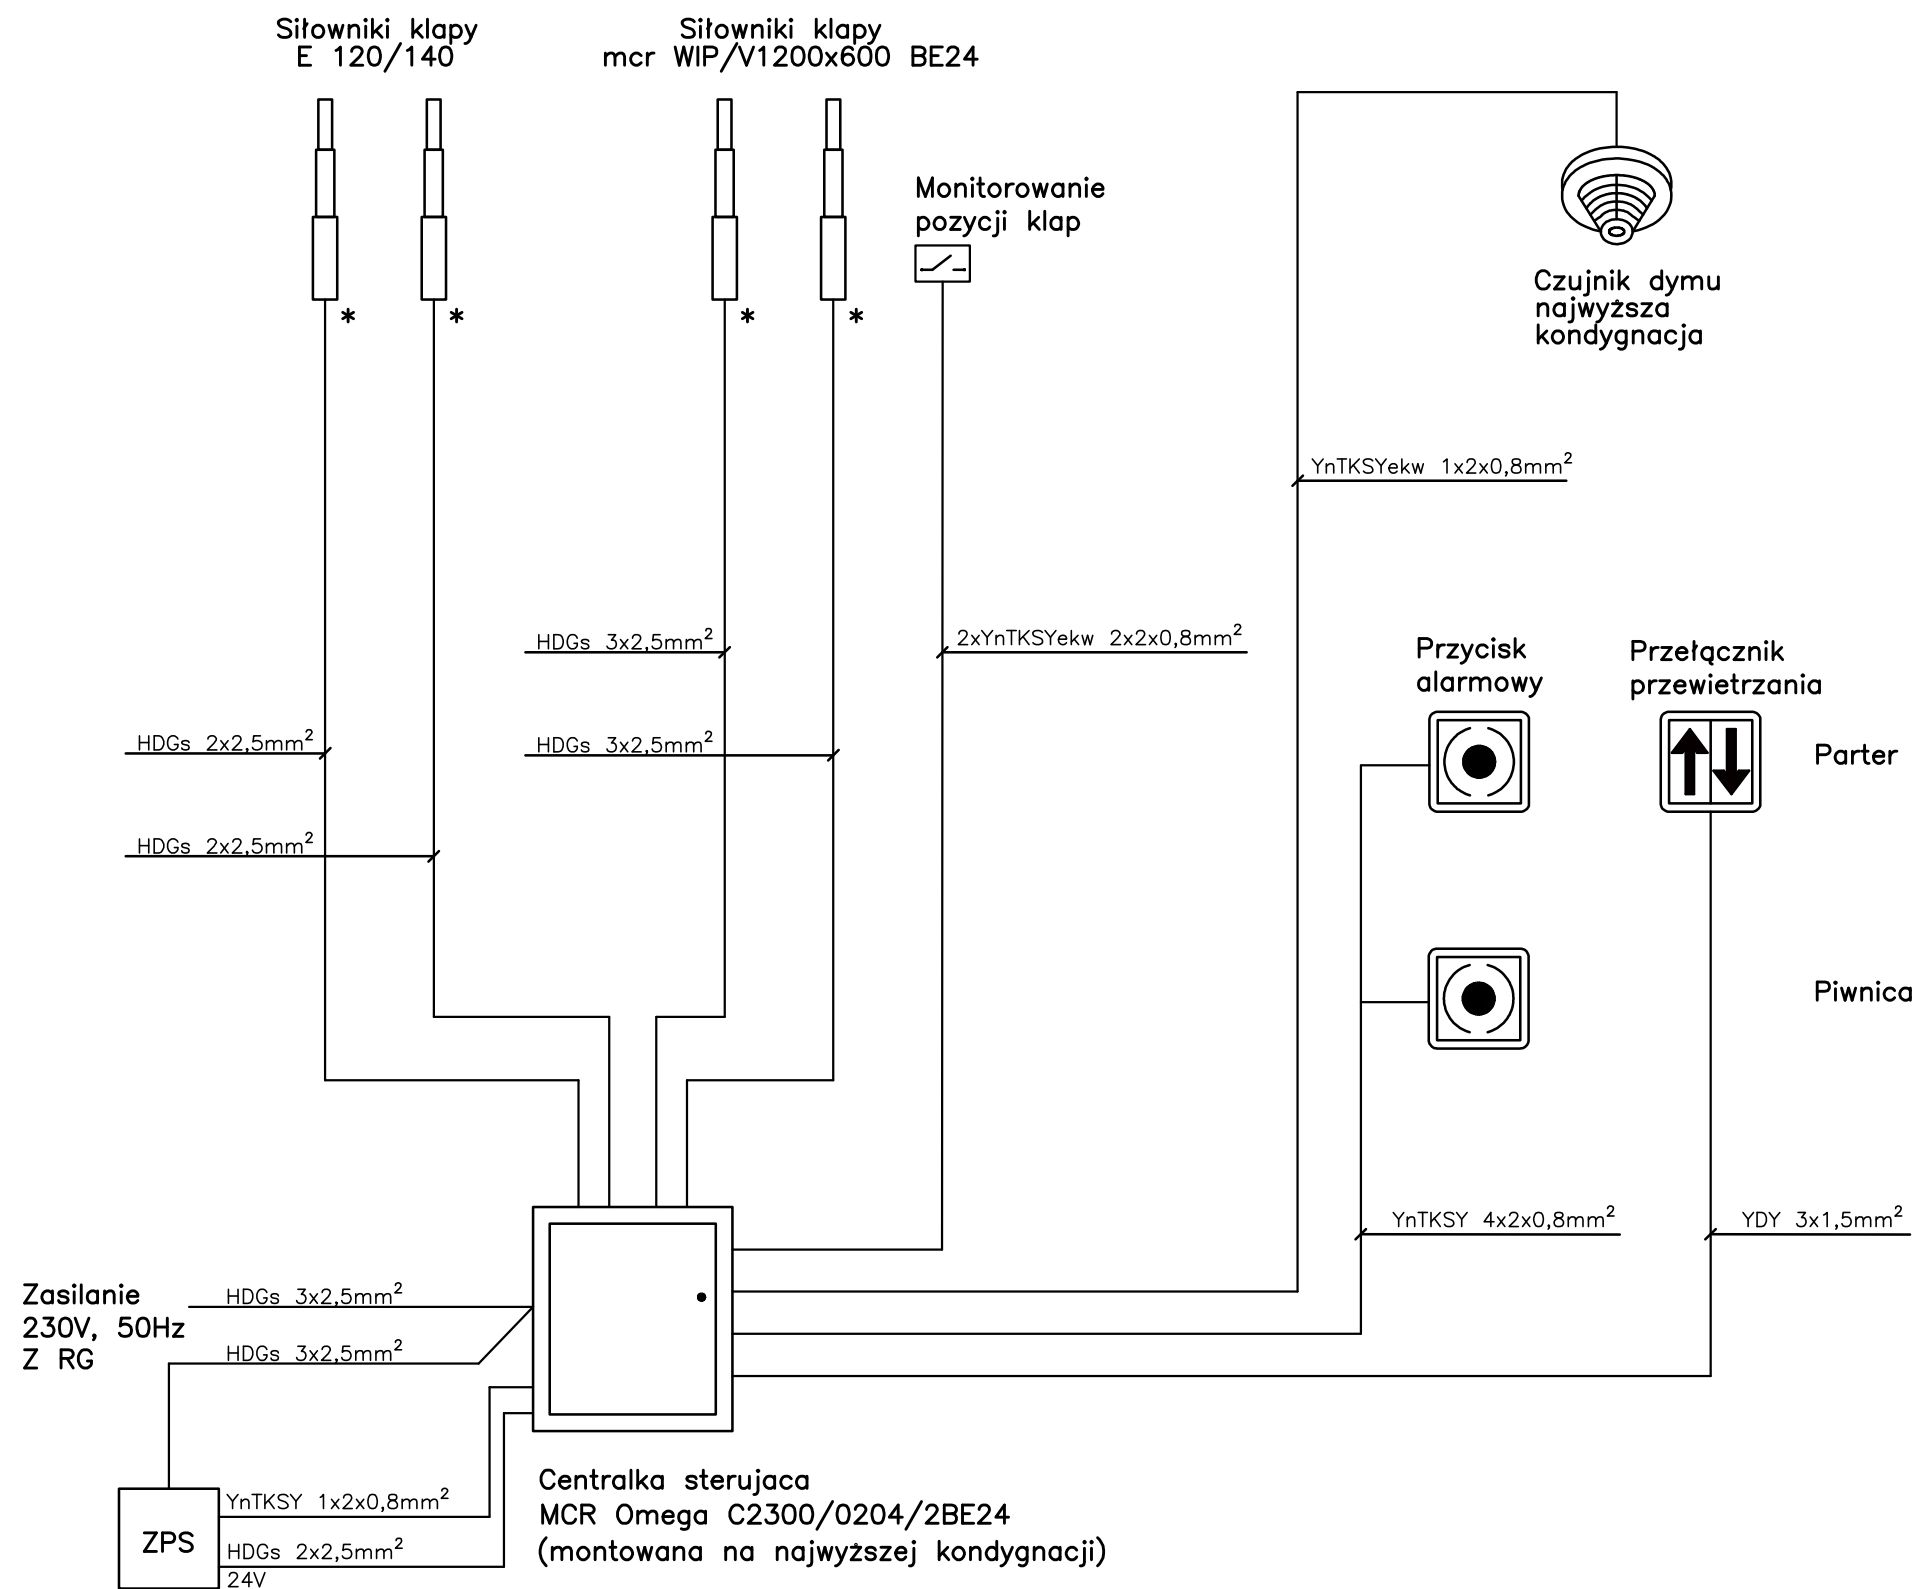 Siłowniki klapy
E 120/140
Siłowniki klapy
mcr WIP/V1200x600 BE24
Monitorowanie
pozycji klap
Czujnik dymu
najwyższa
kondygnacja
*
*
*
*
YnTKSYekw 1x2x0,8mm²
HDGs 3x2,5mm²
2xYnTKSYekw 2x2x0,8mm²
Przycisk
alarmowy
Przełącznik
przewietrzania
HDGs 2x2,5mm²
HDGs 3x2,5mm²
Parter
HDGs 2x2,5mm²
Piwnica
YnTKSY 4x2x0,8mm²
YDY 3x1,5mm²
Zasilanie
230V, 50Hz
Z RG
HDGs 3x2,5mm²
HDGs 3x2,5mm²
Centralka sterujaca
MCR Omega C2300/0204/2BE24
(montowana na najwyższej kondygnacji)
YnTKSY 1x2x0,8mm²
ZPS
HDGs 2x2,5mm²
24V